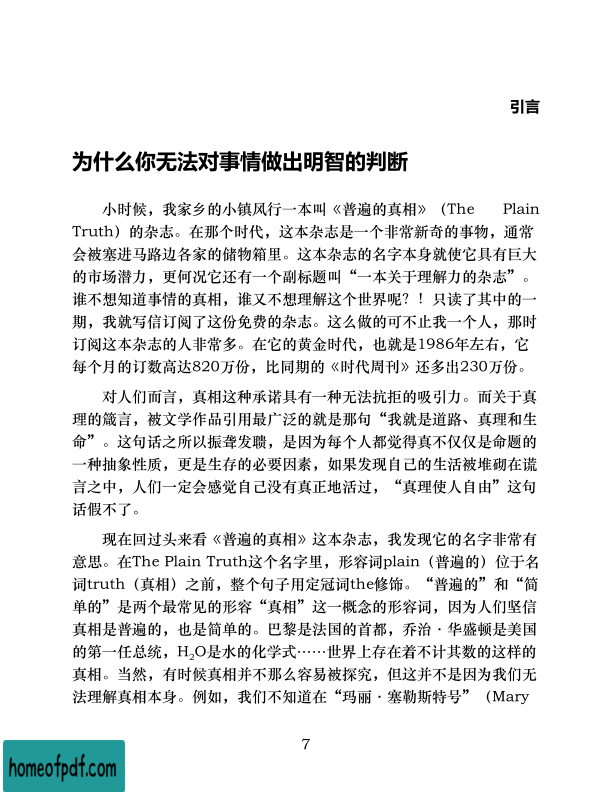 引言
为什么你无法对事情做出明智的判断
小时候，我家乡的小镇风行一本叫《普遍的真相》（The Plain
Truth）的杂志。在那个时代，这本杂志是一个非常新奇的事物，通常
会被塞进马路边各家的储物箱里。这本杂志的名字本身就使它具有巨大
的市场潜力，更何况它还有一个副标题叫“一本关于理解力的杂志”。
谁不想知道事情的真相，谁又不想理解这个世界呢？！只读了其中的一
期，我就写信订阅了这份免费的杂志。这么做的可不止我一个人，那时
订阅这本杂志的人非常多。在它的黄金时代，也就是1986年左右，它
每个月的订数高达820万份，比同期的《时代周刊》还多出230万份。
对人们而言，真相这种承诺具有一种无法抗拒的吸引力。而关于真
理的箴言，被文学作品引用最广泛的就是那句“我就是道路、真理和生
命”。这句话之所以振聋发聩，是因为每个人都觉得真不仅仅是命题的
一种抽象性质，更是生存的必要因素，如果发现自己的生活被堆砌在谎
言之中，人们一定会感觉自己没有真正地活过，“真理使人自由”这句
话假不了。
现在回过头来看《普遍的真相》这本杂志，我发现它的名字非常有
意思。在The Plain Truth这个名字里，形容词plain（普遍的）位于名
词truth（真相）之前，整个句子用定冠词the修饰。“普遍的”和“简
单的”是两个最常见的形容“真相”这一概念的形容词，因为人们坚信
真相是普遍的，也是简单的。巴黎是法国的首都，乔治·华盛顿是美国
的第一任总统，H₂O是水的化学式……世界上存在着不计其数的这样的
真相。当然，有时候真相并不那么容易被探究，但这并不是因为我们无
法理解真相本身。例如，我们不知道在“玛丽·塞勒斯特号”（Mary
7
homeofpdf.com